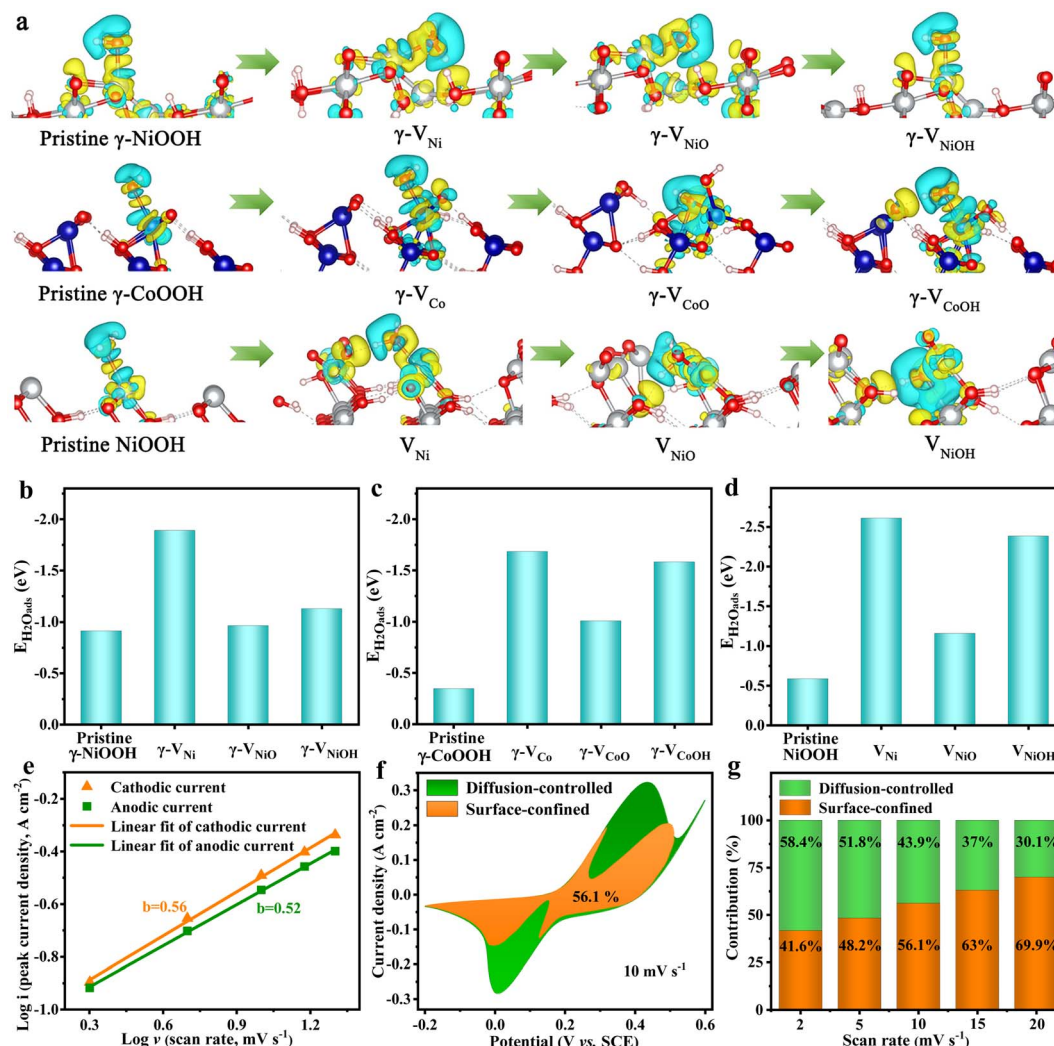 a
Pristine γ-NiOOH
γ-V_Ni
γ-V_NiO
γ-V_NiOH
Pristine γ-CoOOH
γ-V_Co
γ-V_CoO
γ-V_CoOH
Pristine NiOOH
V_Ni
V_NiO
V_NiOH
b
E_H2Oads (eV)
-2.0
-1.5
-1.0
-0.5
0.0
Pristine
γ-NiOOH
γ-V_Ni
γ-V_NiO
γ-V_NiOH
c
E_H2Oads (eV)
-2.0
-1.5
-1.0
-0.5
0.0
Pristine
γ-CoOOH
γ-V_Co
γ-V_CoO
γ-V_CoOH
d
E_H2Oads (eV)
-2.5
-2.0
-1.5
-1.0
-0.5
0.0
Pristine
NiOOH
V_Ni
V_NiO
V_NiOH
e
Log i (peak current density, A cm⁻²)
-0.2
-0.4
-0.6
-0.8
-1.0
Cathodic current
Anodic current
Linear fit of cathodic current
Linear fit of anodic current
b=0.56
b=0.52
0.3 0.6 0.9 1.2
Log v (scan rate, mV s⁻¹)
f
Current density (A cm⁻²)
0.3
0.2
0.1
0.0
-0.1
-0.2
-0.3
Diffusion-controlled
Surface-confined
56.1 %
10 mV s⁻¹
-0.2 0.0 0.2 0.4 0.6
Potential (V vs. SCE)
g
Contribution (%)
100
75
50
25
0
Diffusion-controlled
Surface-confined
58.4% 51.8% 43.9% 37% 30.1%
41.6% 48.2% 56.1% 63% 69.9%
2 5 10 15 20
Scan rate (mV s⁻¹)